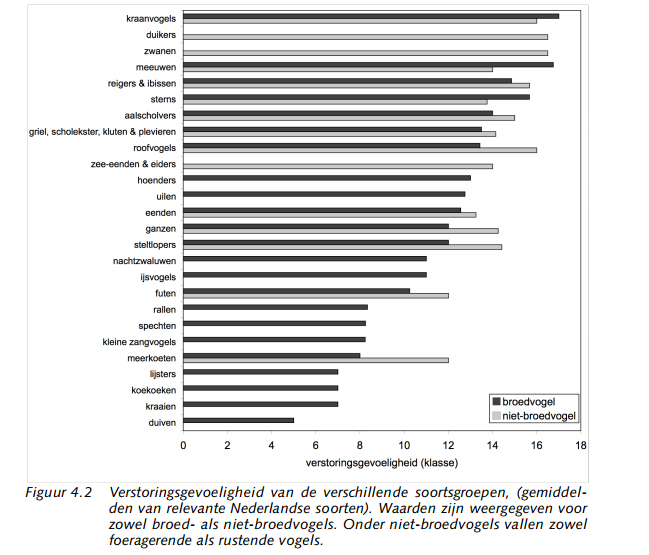 kraanvogels
duikers
zwanen
meeuwen
reigers & ibissen
sterns
aalscholvers
griel, scholekster, kluten & plevieren
roofvogels
zee-eenden & eiders
hoenders
uilen
eenden
ganzen
steltlopers
nachtzwaluwen
ijsvogels
futen
rallen
spechten
kleine zangvogels
meerkoeten
lijsters
koekoeken
kraaien
duiven
broedvogel
niet-broedvogel
0 2 4 6 8 10 12 14 16 18
verstoringsgevoeligheid (klasse)
Figuur 4.2 Verstoringsgevoeligheid van de verschillende soortsgroepen, (gemiddel-
den van relevante Nederlandse soorten). Waarden zijn weergegeven voor
zowel broed- als niet-broedvogels. Onder niet-broedvogels vallen zowel
foeragerende als rustende vogels.